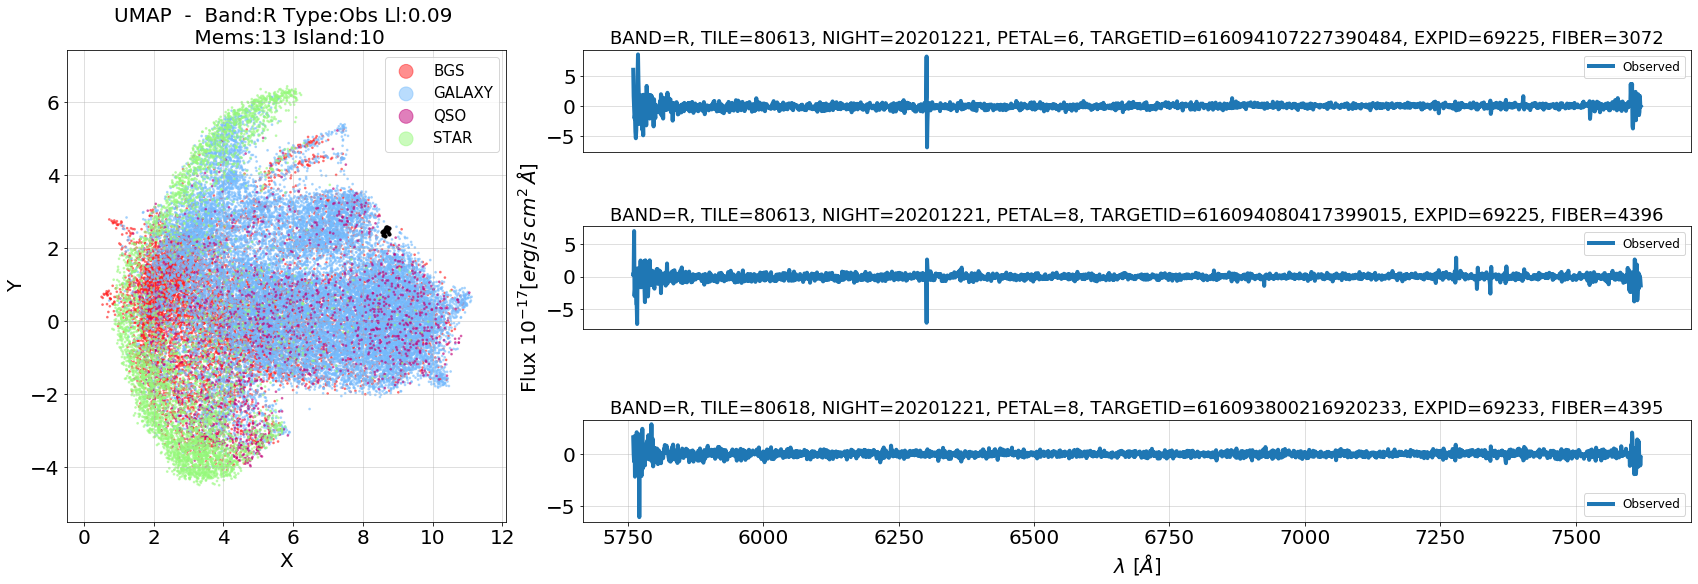 UMAP  -  Band:R Type:Obs Ll:0.09
Mems:13 Island:10
BGS
GALAXY
QSO
STAR
6
4
2
0
−2
−4
Y
0 2 4 6 8 10 12
X
BAND=R, TILE=80613, NIGHT=20201221, PETAL=6, TARGETID=616094107227390484, EXPID=69225, FIBER=3072
Observed
5
0
−5
BAND=R, TILE=80613, NIGHT=20201221, PETAL=8, TARGETID=616094080417399015, EXPID=69225, FIBER=4396
Observed
5
0
−5
Flux 10⁻¹⁷[erg/s cm² Å]
BAND=R, TILE=80618, NIGHT=20201221, PETAL=8, TARGETID=616093800216920233, EXPID=69233, FIBER=4395
0
−5
Observed
5750 6000 6250 6500 6750 7000 7250 7500
λ [Å]